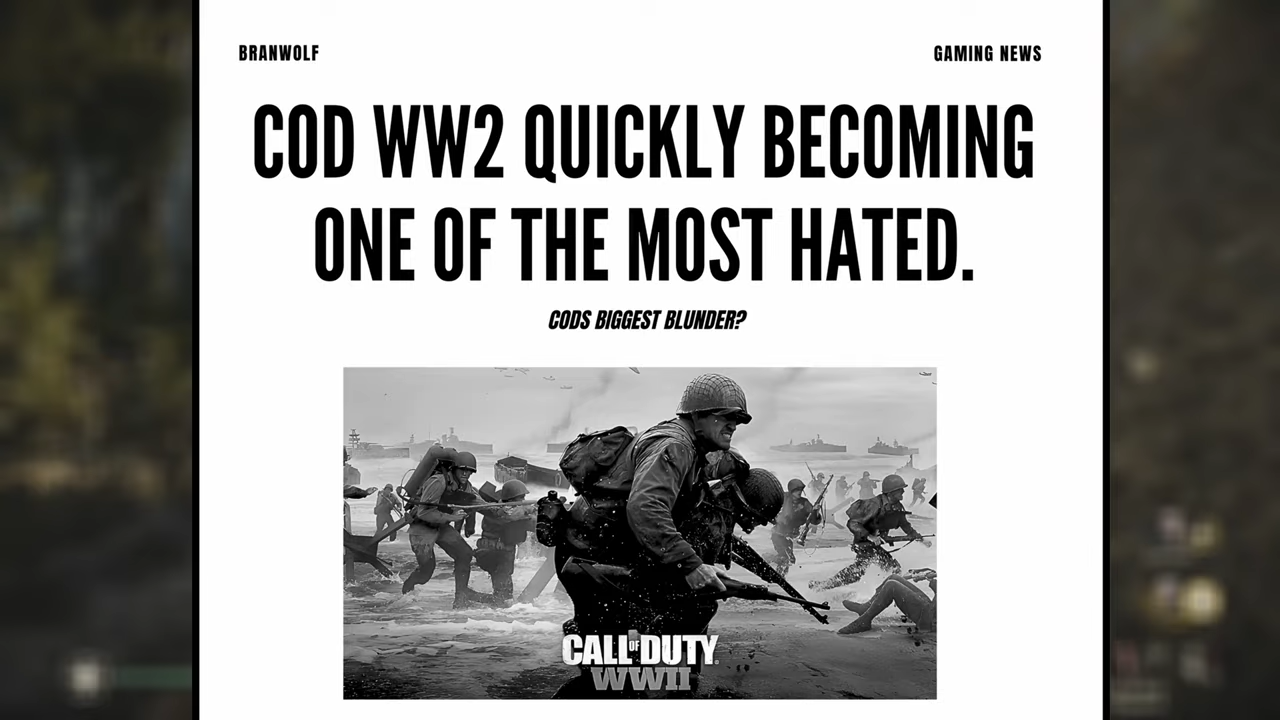 BRANWOLF
GAMING NEWS
COD WW2 QUICKLY BECOMING
ONE OF THE MOST HATED.
CODS BIGGEST BLUNDER?
CALL OF DUTY
WWII